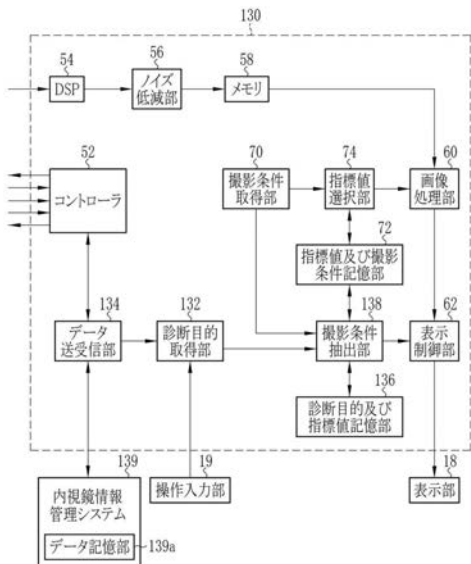 130
54
DSP
56
ノイズ
低減部
58
メモリ
52
コントローラ
70
撮影条件
取得部
74
指標値
選択部
60
画像
処理部
72
指標値及び撮影
条件記憶部
134
データ
送受信部
132
診断目的
取得部
138
撮影条件
抽出部
62
表示
制御部
136
診断目的及び
指標値記憶部
139
内視鏡情報
管理システム
データ記憶部
139a
19
操作入力部
18
表示部